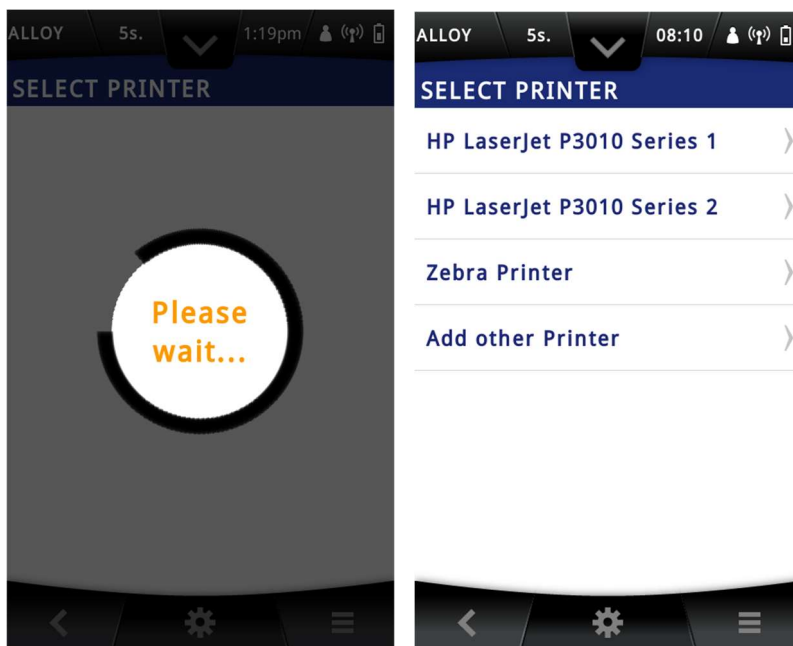 ALLOY 5s. 1:19pm
SELECT PRINTER
Please
wait...
ALLOY 5s. 08:10
SELECT PRINTER
HP LaserJet P3010 Series 1
HP LaserJet P3010 Series 2
Zebra Printer
Add other Printer